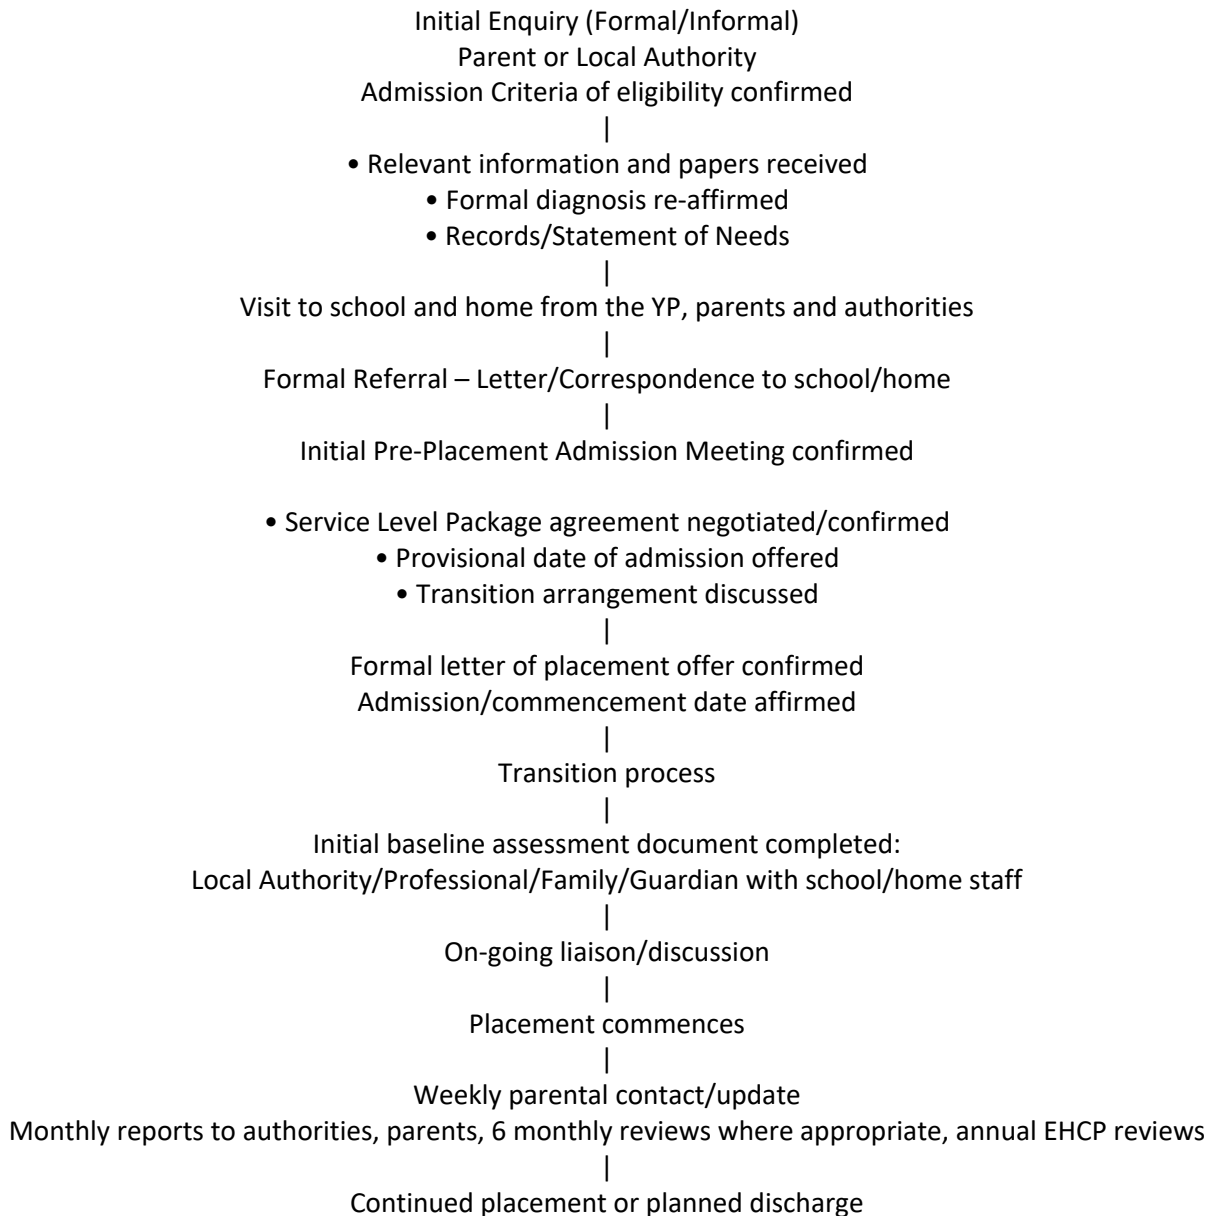 Initial Enquiry (Formal/Informal)
Parent or Local Authority
Admission Criteria of eligibility confirmed
|
• Relevant information and papers received
• Formal diagnosis re-affirmed
• Records/Statement of Needs
|
Visit to school and home from the YP, parents and authorities
|
Formal Referral – Letter/Correspondence to school/home
|
Initial Pre-Placement Admission Meeting confirmed
• Service Level Package agreement negotiated/confirmed
• Provisional date of admission offered
• Transition arrangement discussed
|
Formal letter of placement offer confirmed
Admission/commencement date affirmed
|
Transition process
|
Initial baseline assessment document completed:
Local Authority/Professional/Family/Guardian with school/home staff
|
On-going liaison/discussion
|
Placement commences
|
Weekly parental contact/update
Monthly reports to authorities, parents, 6 monthly reviews where appropriate, annual EHCP reviews
|
Continued placement or planned discharge